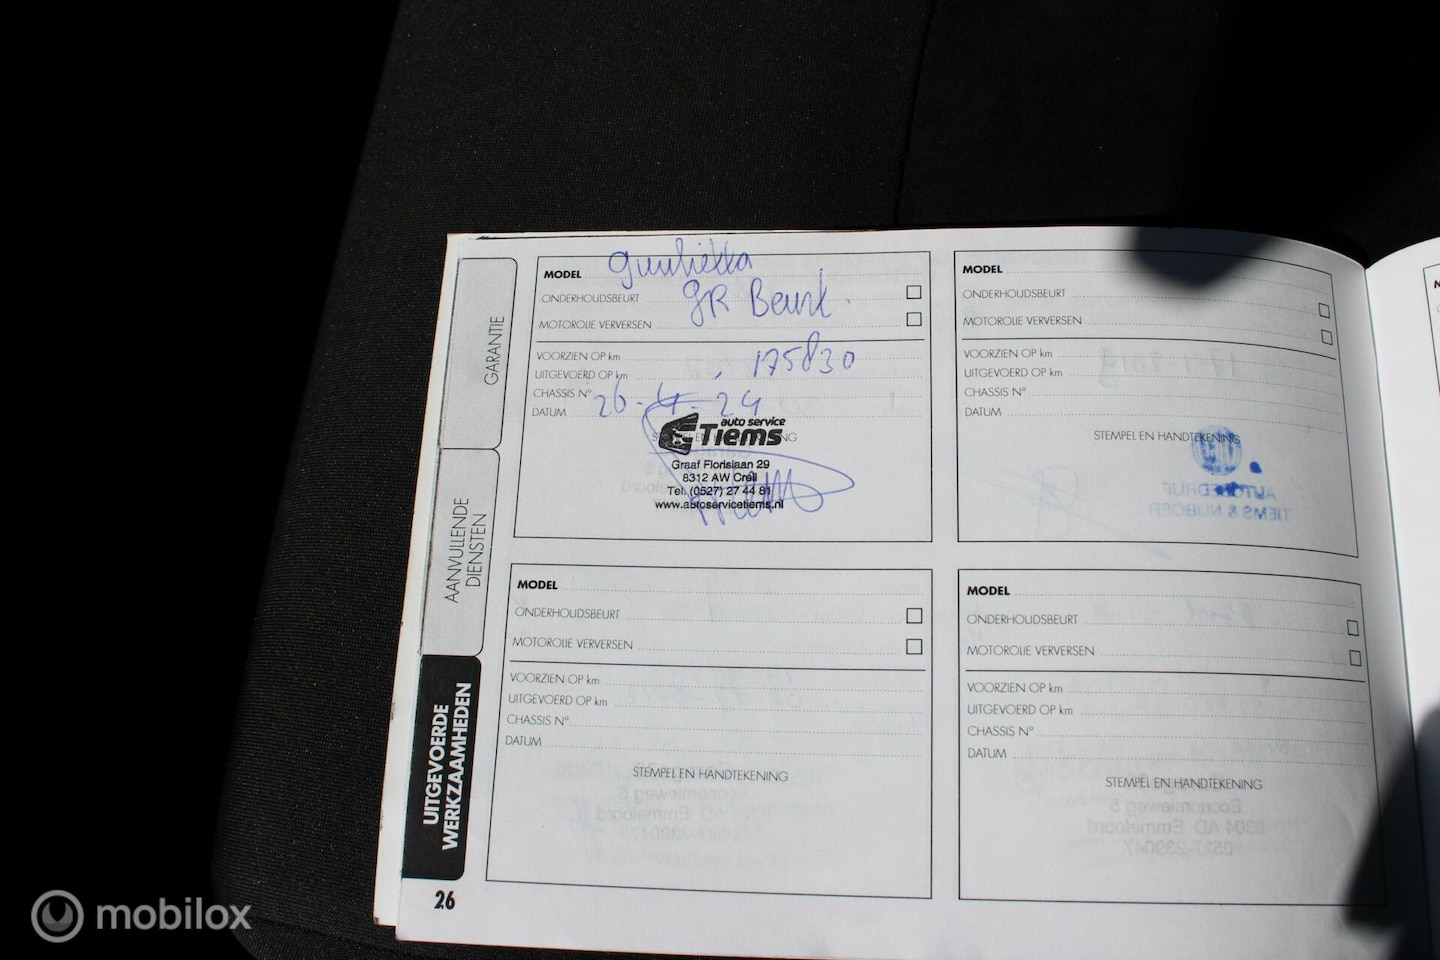 GARANTIE
AANVULLENDE
DIENSTEN
UITGEVOERDE
WERKZAAMHEDEN
MODEL
ONDERHOUDSBEURT GR Beurt.
MOTOROLIE VERVERSEN
VOORZIEN OP km
UITGEVOERD OP km 175830
CHASSIS Nº
DATUM 26-4-24
auto service
Tiems
Graaf Florislaan 29
8312 AW Creil
Tel. (0527) 27 44 81
www.autoservicetiems.nl
MODEL
ONDERHOUDSBEURT
MOTOROLIE VERVERSEN
VOORZIEN OP km
UITGEVOERD OP km
CHASSIS Nº
DATUM
STEMPEL EN HANDTEKENING
MODEL
ONDERHOUDSBEURT
MOTOROLIE VERVERSEN
VOORZIEN OP km
UITGEVOERD OP km
CHASSIS Nº
DATUM
STEMPEL EN HANDTEKENING
MODEL
ONDERHOUDSBEURT
MOTOROLIE VERVERSEN
VOORZIEN OP km
UITGEVOERD OP km
CHASSIS Nº
DATUM
STEMPEL EN HANDTEKENING
26
mobilox